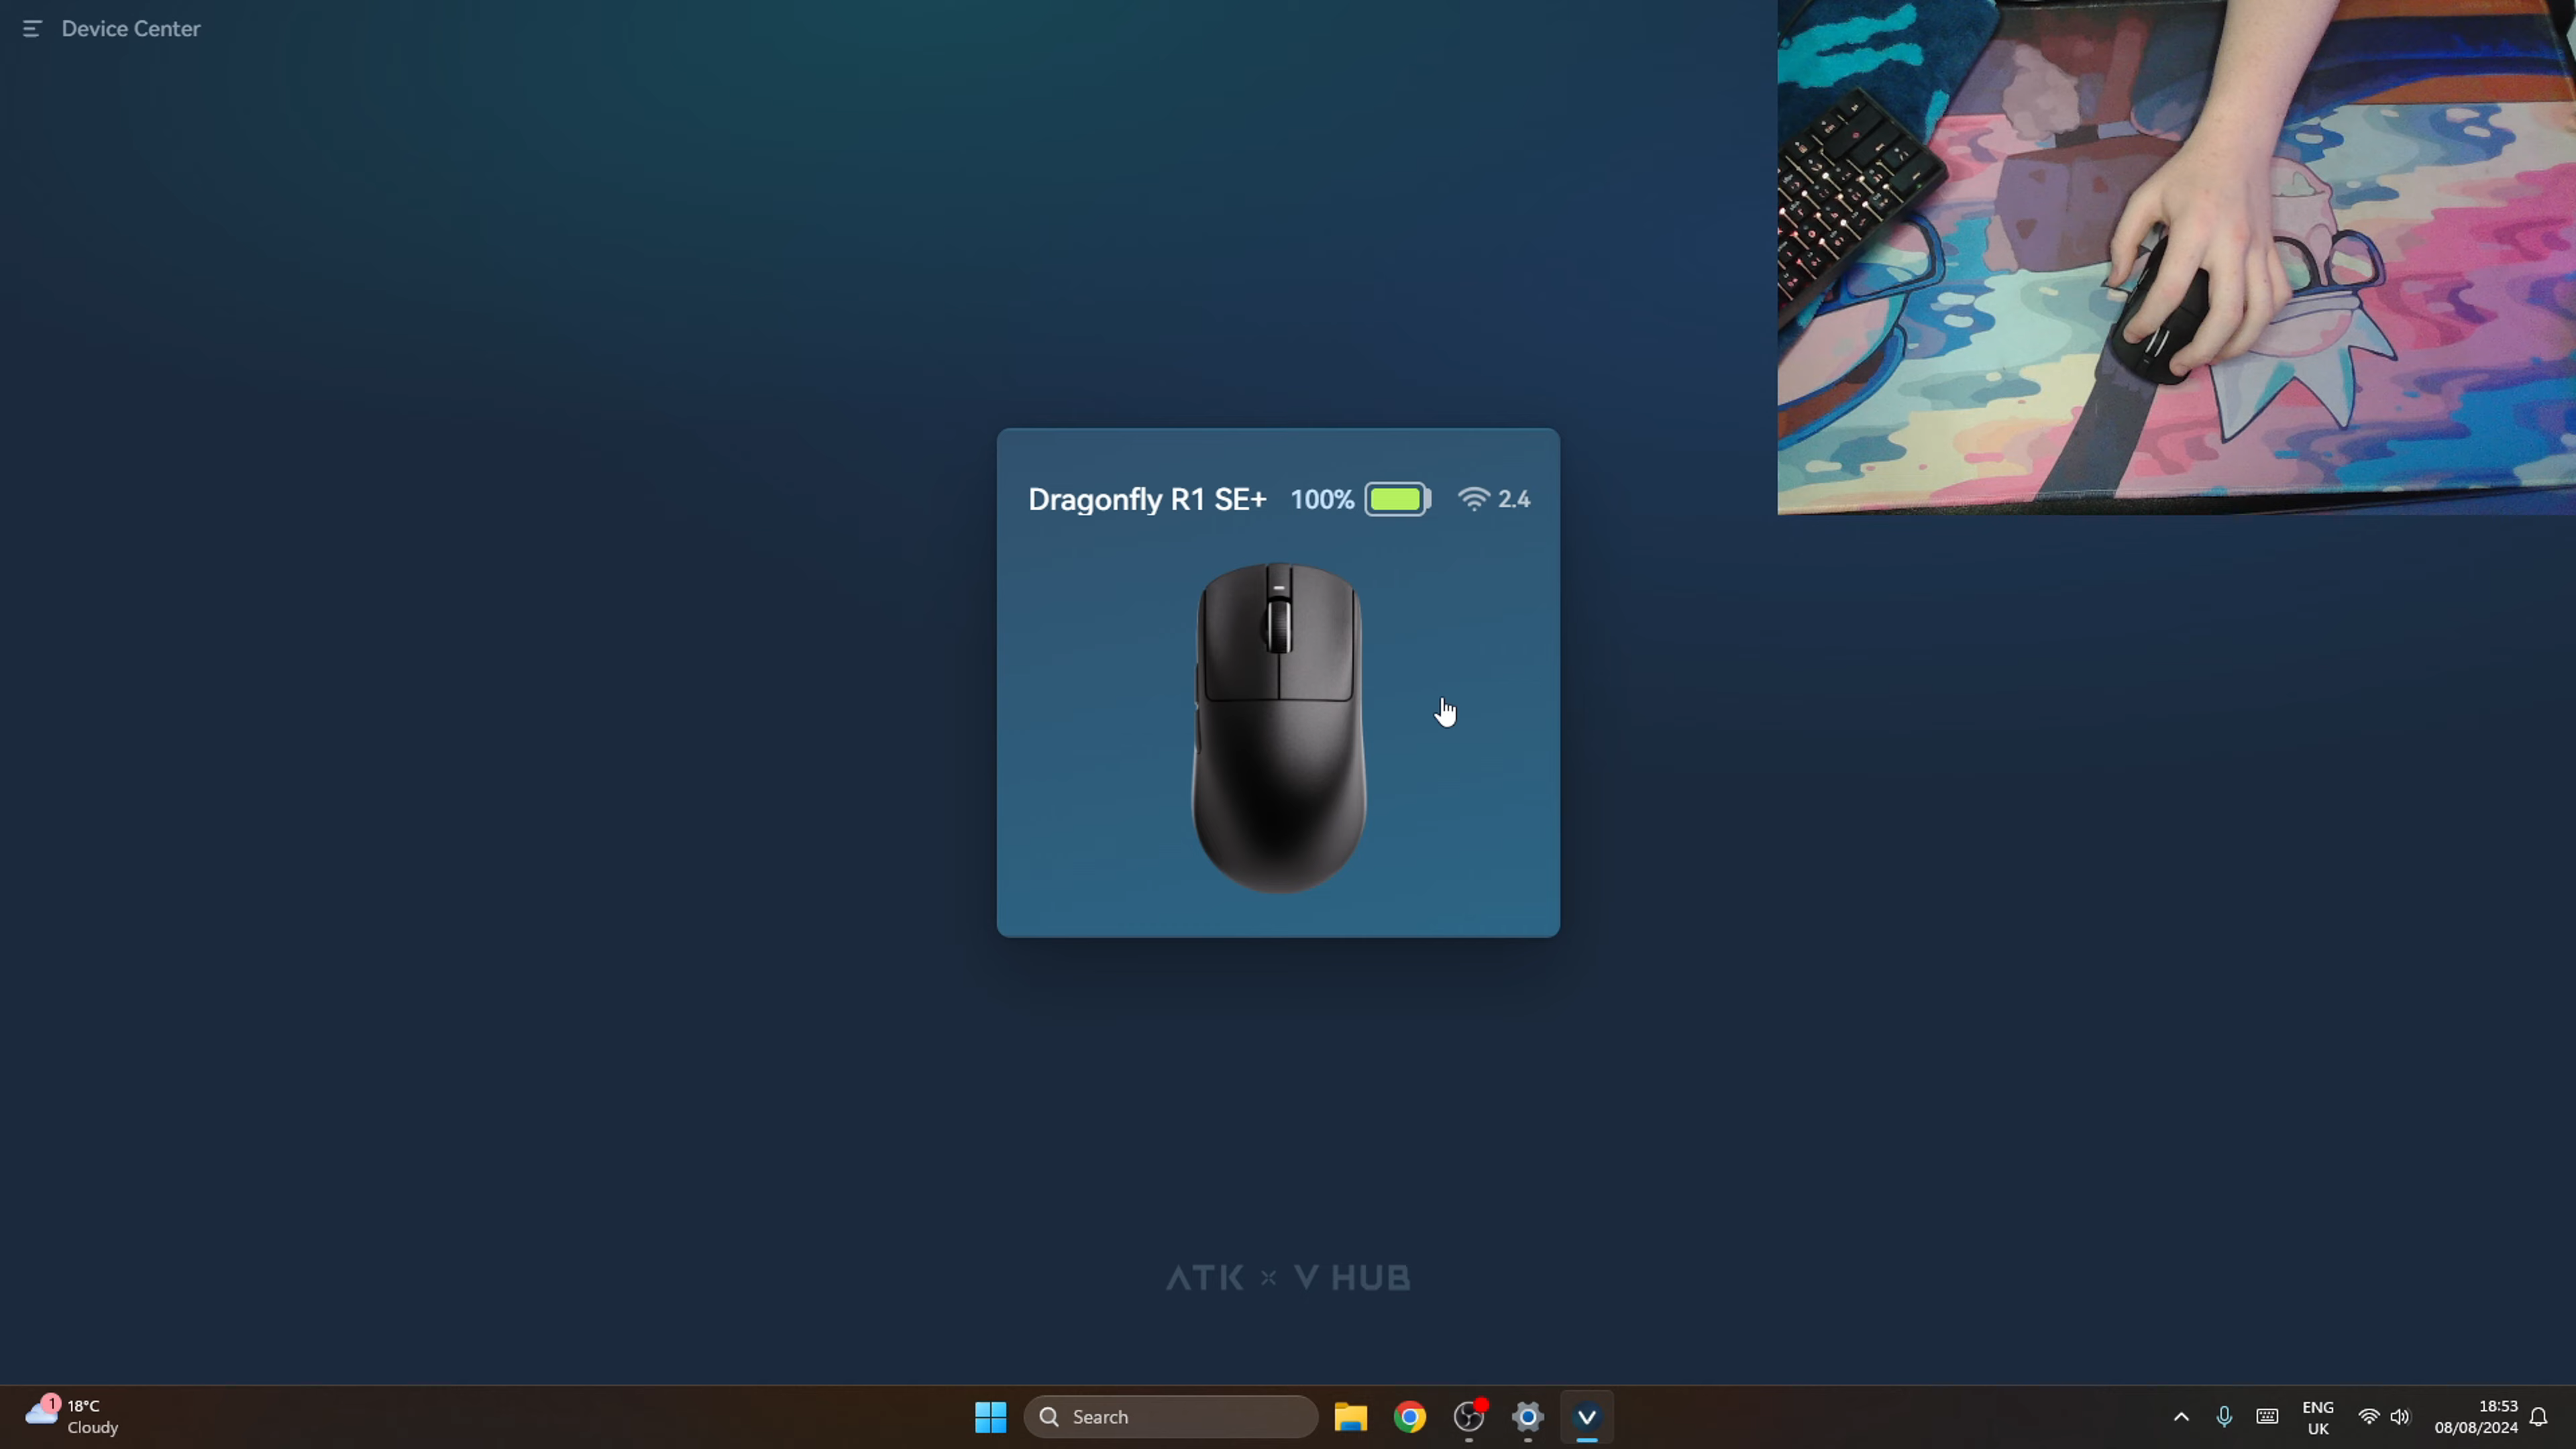 Device Center
Dragonfly R1 SE+ 100% 2.4
ATK × V HUB
1 18°C
Cloudy
Search
ENG
UK
18:53
08/08/2024